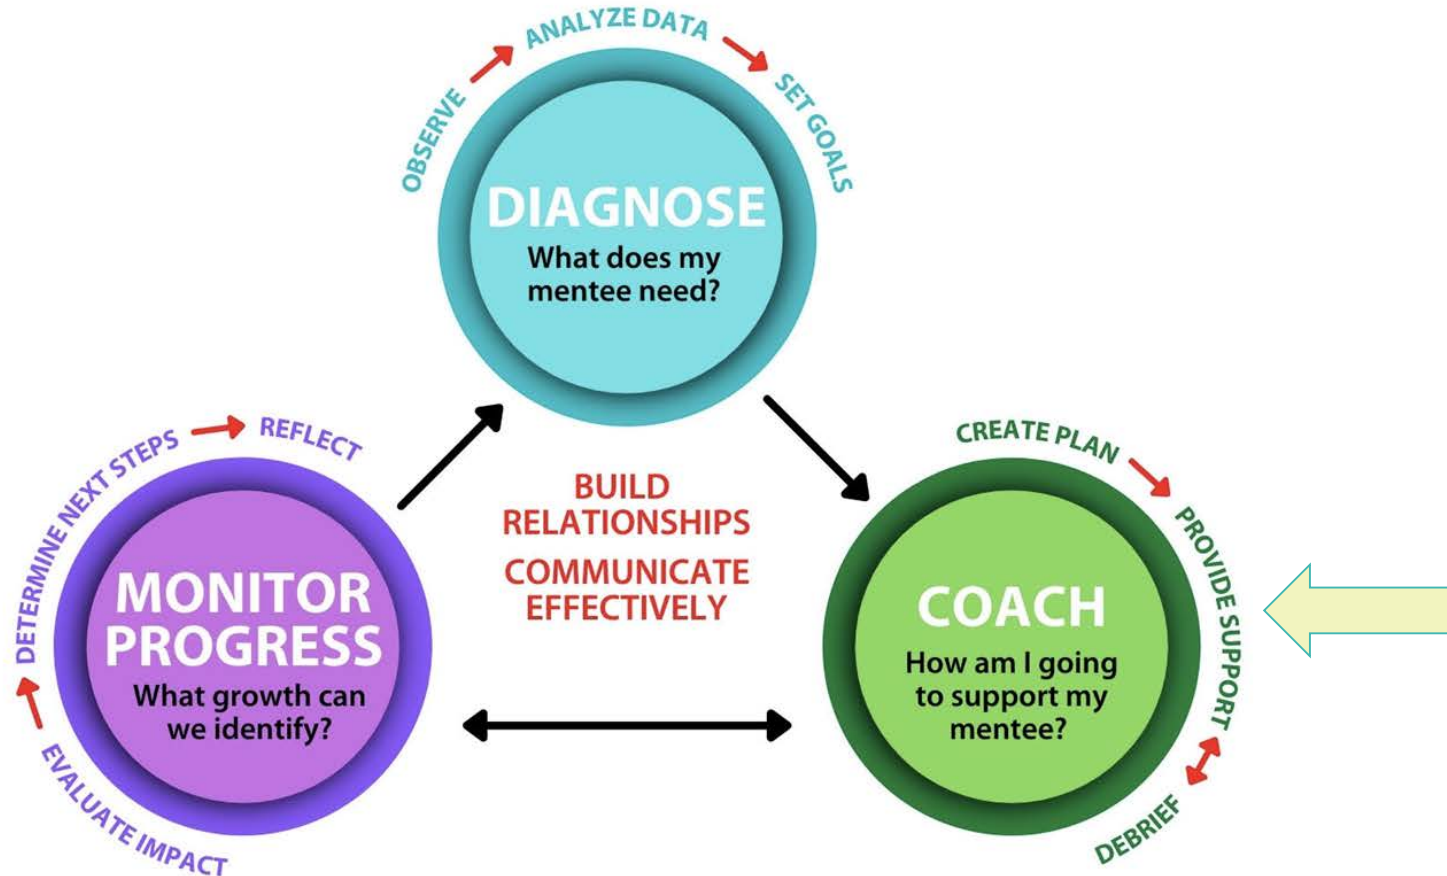 OBSERVE
ANALYZE DATA
SET GOALS
DIAGNOSE
What does my
mentee need?
BUILD
RELATIONSHIPS
COMMUNICATE
EFFECTIVELY
CREATE PLAN
PROVIDE SUPPORT
DEBRIEF
COACH
How am I going
to support my
mentee?
EVALUATE IMPACT
DETERMINE NEXT STEPS
REFLECT
MONITOR
PROGRESS
What growth can
we identify?